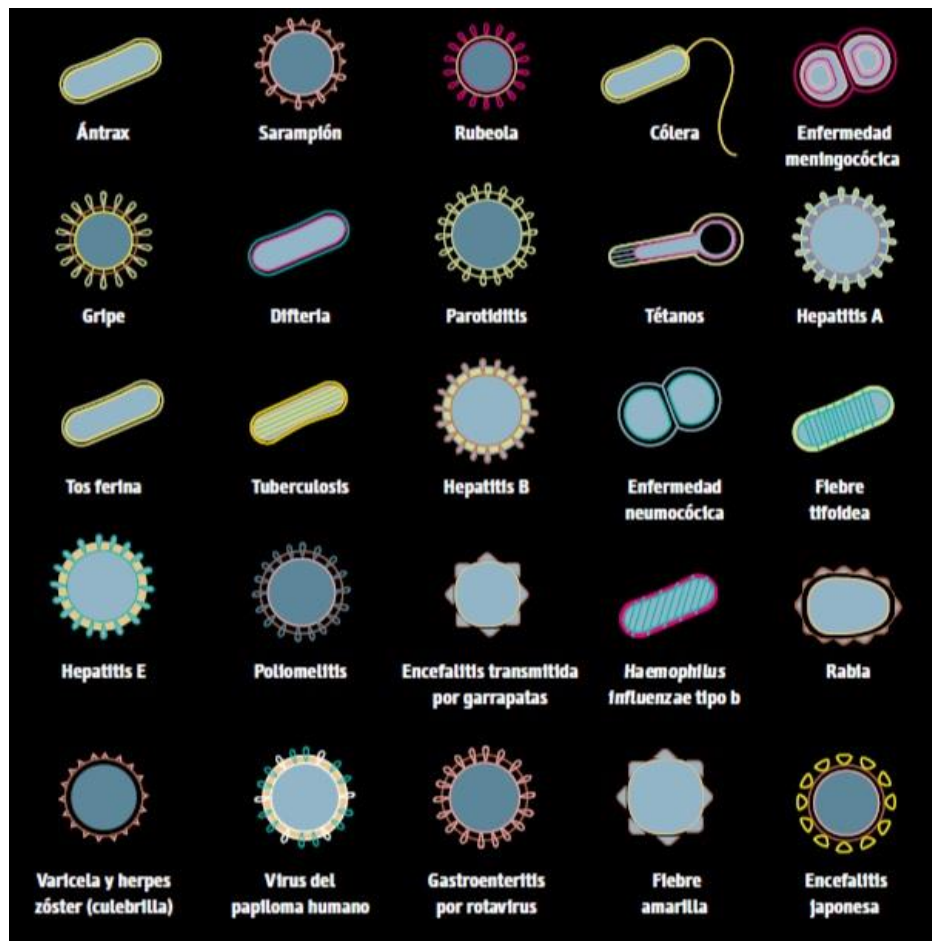 Ántrax
Sarampión
Rubeola
Cólera
Enfermedad
meningocócica
Gripe
Difteria
Parotiditis
Tétanos
Hepatitis A
Tos ferina
Tuberculosis
Hepatitis B
Enfermedad
neumocócica
Fiebre
tifoidea
Hepatitis E
Poliomelitis
Encefalitis transmitida
por garrapatas
Haemophilus
influenzae tipo b
Rabia
Varicela y herpes
zóster (culebrilla)
Virus del
papiloma humano
Gastroenteritis
por rotavirus
Fiebre
amarilla
Encefalitis
japonesa